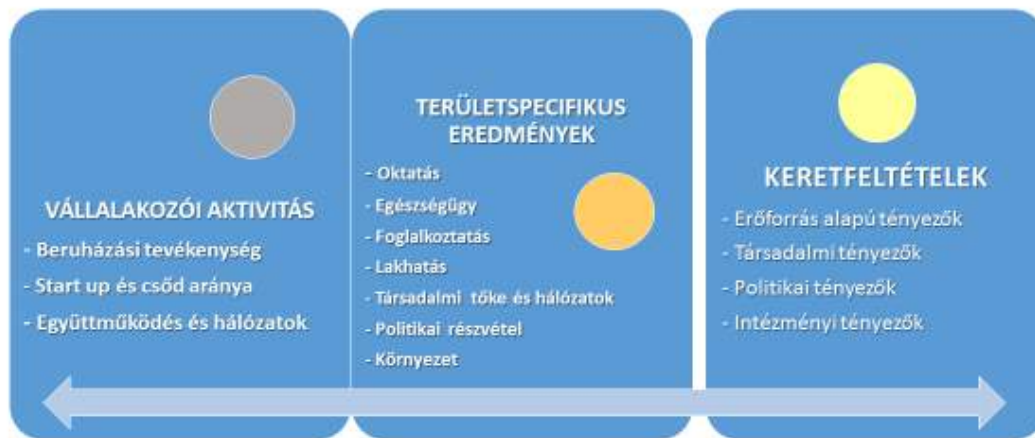 VÁLLALAKOZÓI AKTIVITÁS
- Beruházási tevékenység
- Start up és csőd aránya
- Együttműködés és hálózatok
TERÜLETSPECIFIKUS
EREDMÉNYEK
- Oktatás
- Egészségügy
- Foglalkoztatás
- Lakhatás
- Társadalmi tőke és hálózatok
- Politikai részvétel
- Környezet
KERETFELTÉTELEK
- Erőforrás alapú tényezők
- Társadalmi tényezők
- Politikai tényezők
- Intézményi tényezők